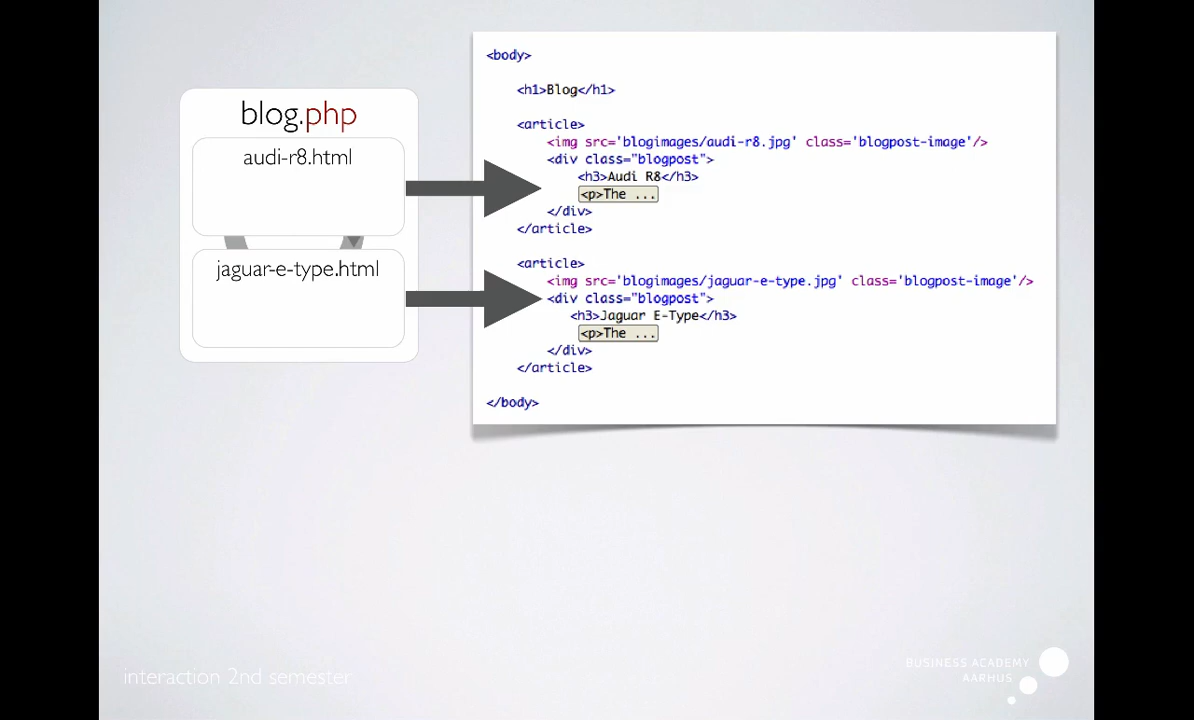 blog.php
audi-r8.html
jaguar-e-type.html
<body>
<h1>Blog</h1>
<article>
<img src='blogimages/audi-r8.jpg' class='blogpost-image'/>
<div class="blogpost">
<h3>Audi R8</h3>
<p>The ...
</div>
</article>
<article>
<img src='blogimages/jaguar-e-type.jpg' class='blogpost-image'/>
<div class="blogpost">
<h3>Jaguar E-Type</h3>
<p>The ...
</div>
</article>
</body>
interaction 2nd semester
BUSINESS ACADEMY
AARHUS